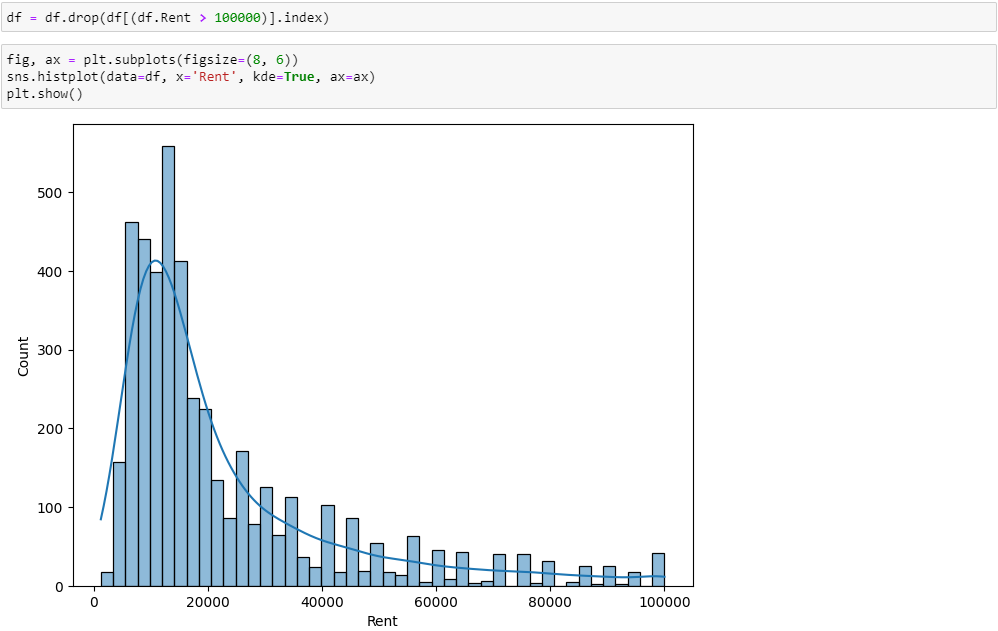 df = df.drop(df[(df.Rent > 100000)].index)
fig, ax = plt.subplots(figsize=(8, 6))
sns.histplot(data=df, x='Rent', kde=True, ax=ax)
plt.show()
500
400
300
200
100
0
Count
0 20000 40000 60000 80000 100000
Rent